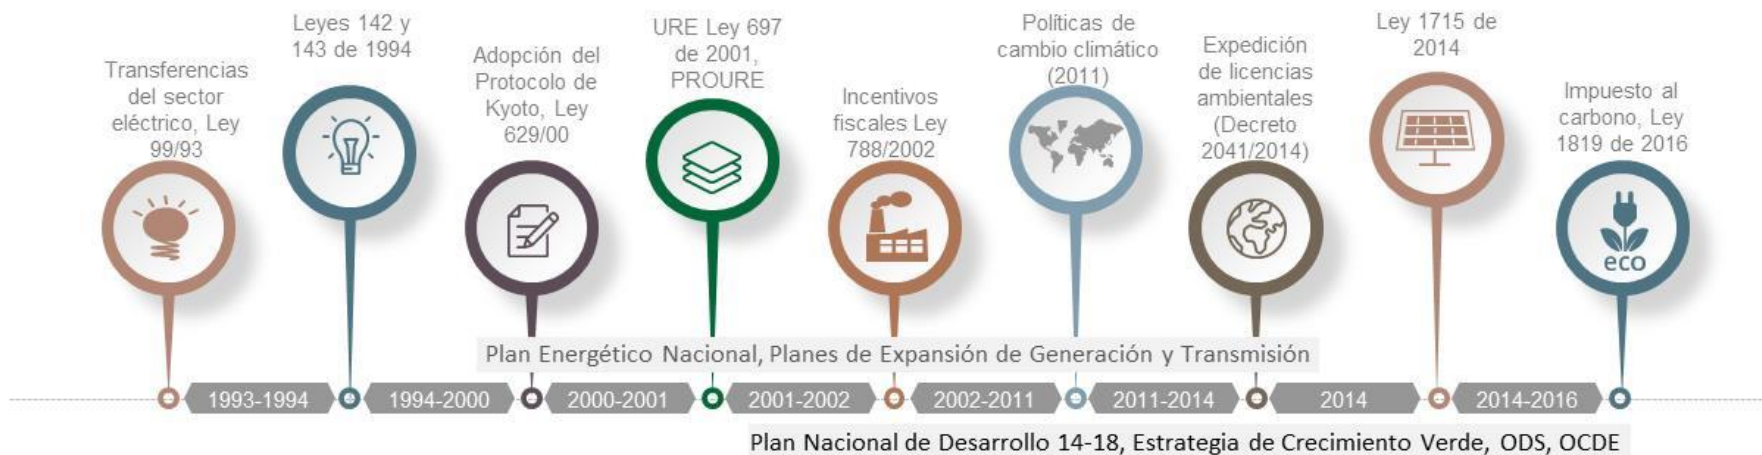 Transferencias
del sector
eléctrico, Ley
99/93
Leyes 142 y
143 de 1994
Adopción del
Protocolo de
Kyoto, Ley
629/00
URE Ley 697
de 2001,
PROURE
Incentivos
fiscales Ley
788/2002
Políticas de
cambio climático
(2011)
Expedición
de licencias
ambientales
(Decreto
2041/2014)
Ley 1715 de
2014
Impuesto al
carbono, Ley
1819 de 2016
eco
Plan Energético Nacional, Planes de Expansión de Generación y Transmisión
1993-1994
1994-2000
2000-2001
2001-2002
2002-2011
2011-2014
2014
2014-2016
Plan Nacional de Desarrollo 14-18, Estrategia de Crecimiento Verde, ODS, OCDE